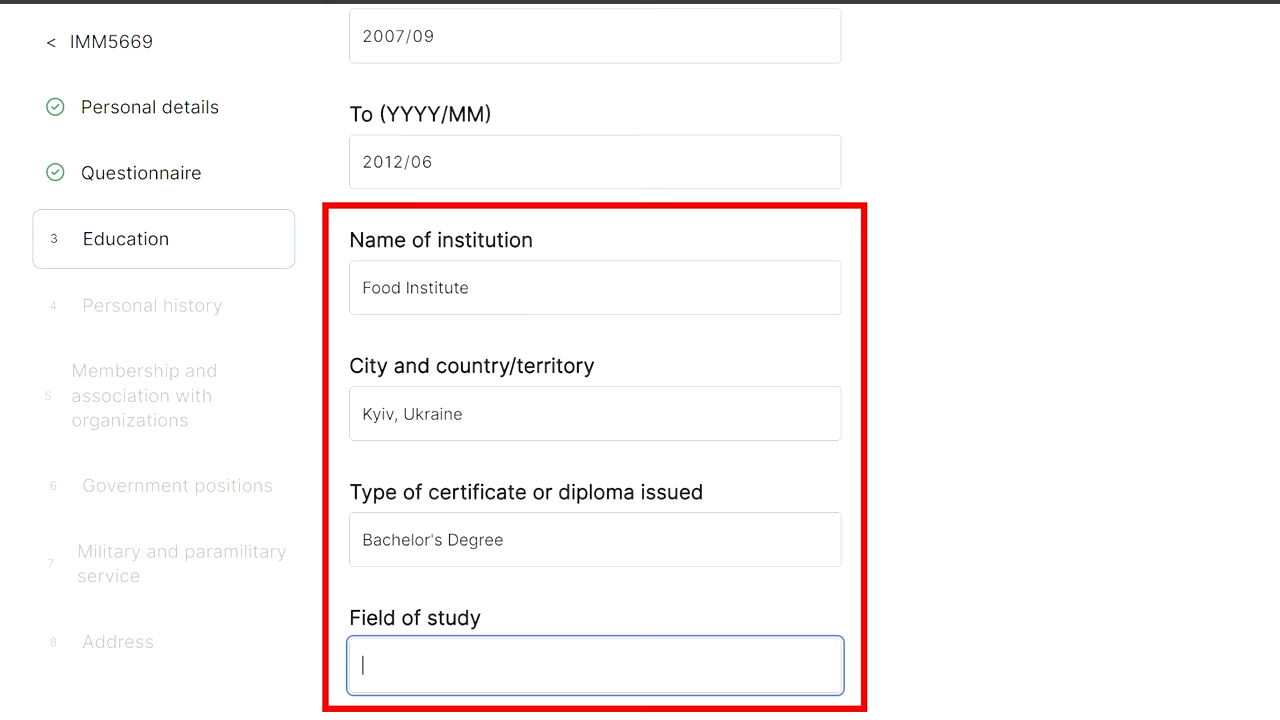 < IMM5669
Personal details
Questionnaire
3 Education
4 Personal history
5 Membership and
association with
organizations
6 Government positions
7 Military and paramilitary
service
8 Address
2007/09
To (YYYY/MM)
2012/06
Name of institution
Food Institute
City and country/territory
Kyiv, Ukraine
Type of certificate or diploma issued
Bachelor's Degree
Field of study